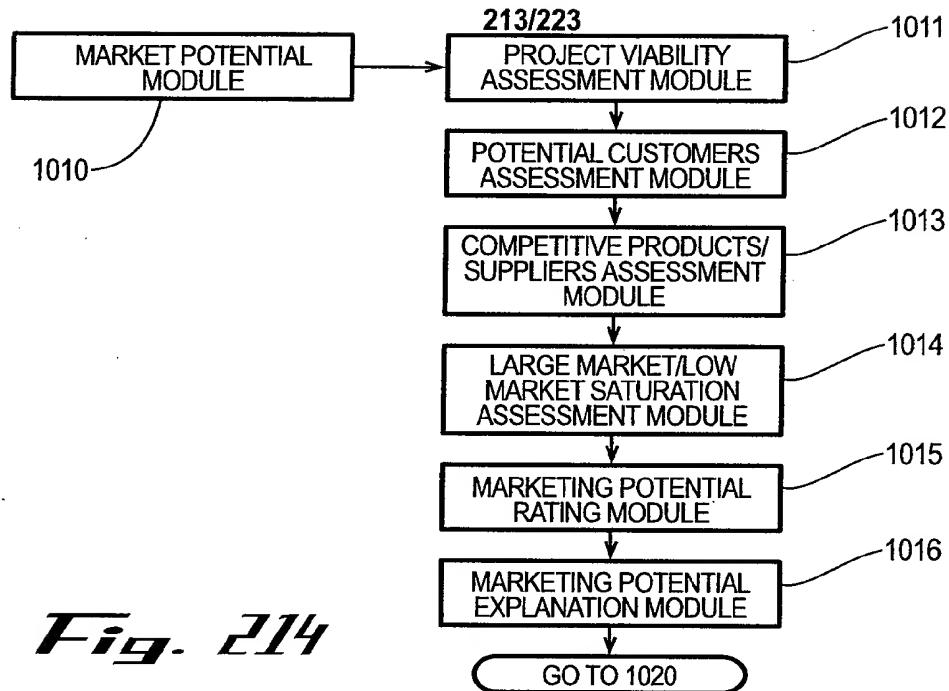 213/223
MARKET POTENTIAL
MODULE
1010
PROJECT VIABILITY
ASSESSMENT MODULE
1011
POTENTIAL CUSTOMERS
ASSESSMENT MODULE
1012
COMPETITIVE PRODUCTS/
SUPPLIERS ASSESSMENT
MODULE
1013
LARGE MARKET/LOW
MARKET SATURATION
ASSESSMENT MODULE
1014
MARKETING POTENTIAL
RATING MODULE
1015
MARKETING POTENTIAL
EXPLANATION MODULE
1016
GO TO 1020
Fig. 214